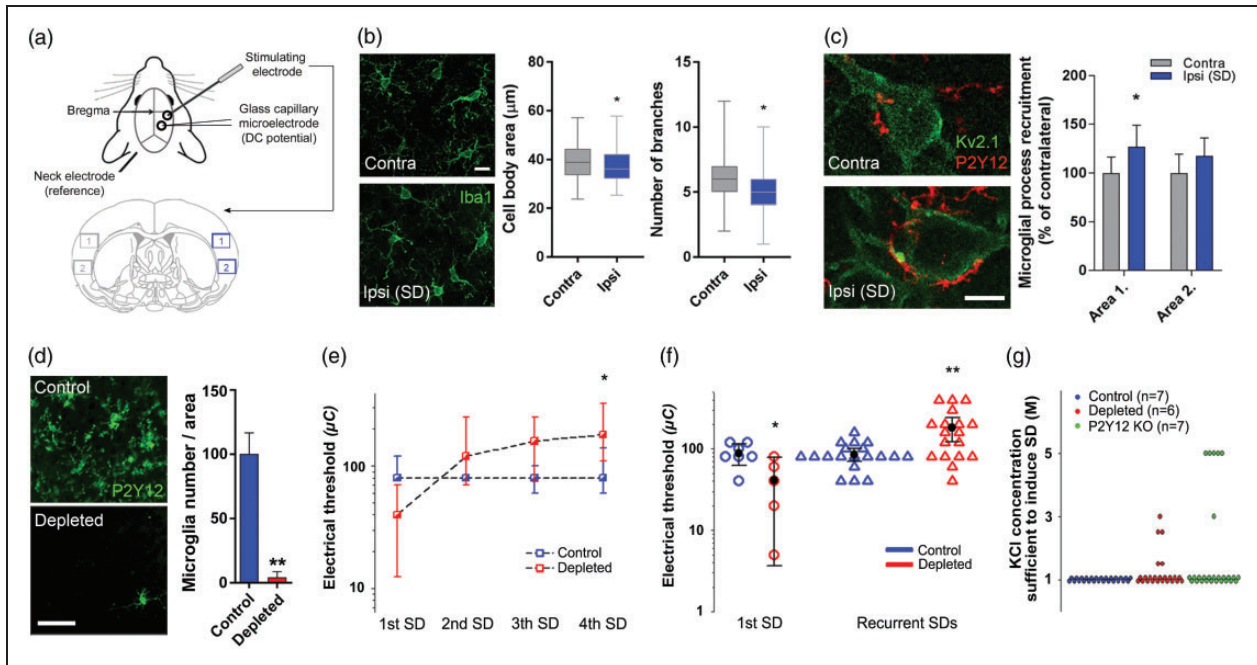 (a)
Stimulating
electrode
Bregma
Glass capillary
microelectrode
(DC potential)
Neck electrode
(reference)
1
1
2
2
(b)
Contra
Iba1
Ipsi (SD)
Cell body area (μm)
80
60
40
20
0
Contra
Ipsi
*
Number of branches
15
10
5
0
Contra
Ipsi
*
(c)
Contra
Kv2.1
P2Y12
Ipsi (SD)
Microglial process recruitment
(% of contralateral)
Contra
Ipsi (SD)
200
150
100
50
0
*
Area 1.
Area 2.
(d)
Control
P2Y12
Depleted
Microglia number / area
150
100
50
0
**
Control
Depleted
(e)
Electrical threshold (μC)
100
10
*
Control
Depleted
1st SD
2nd SD
3th SD
4th SD
(f)
Electrical threshold (μC)
100
100
10
1
*
**
Control
Depleted
1st SD
Recurrent SDs
(g)
KCl concentration
sufficient to induce SD (M)
Control (n=7)
Depleted (n=6)
P2Y12 KO (n=7)
5
3
1